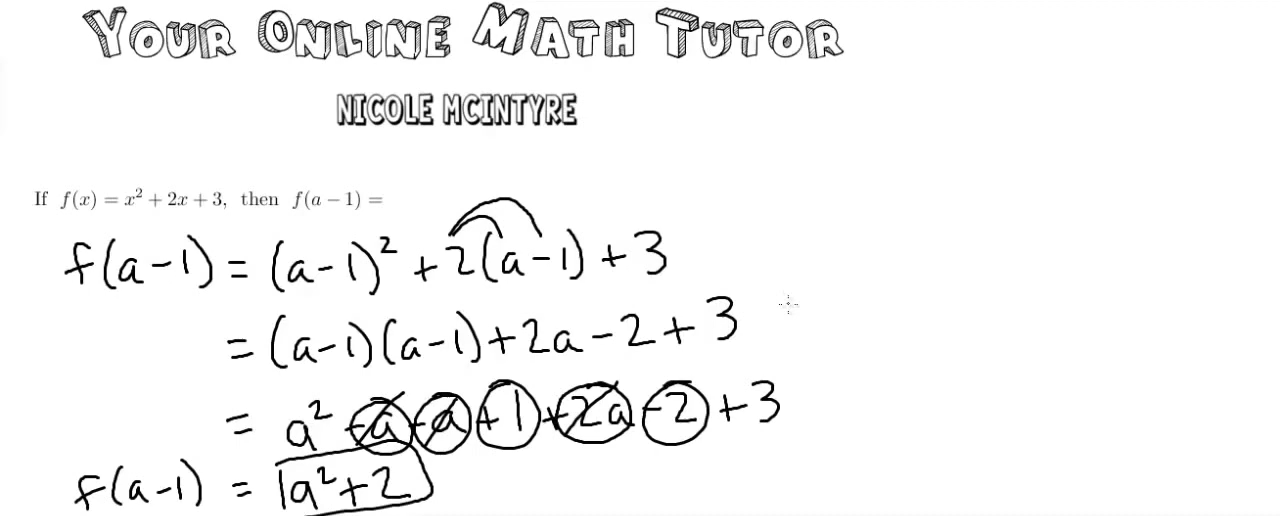 YOUR ONLINE MATH TUTOR
NICOLE MCINTYRE
If f(x) = x² + 2x + 3, then f(a − 1) =
f(a-1) = (a-1)² + 2(a-1) + 3
= (a-1)(a-1) + 2a - 2 + 3
= a² - a - a + 1 + 2a - 2 + 3
f(a-1) = a² + 2